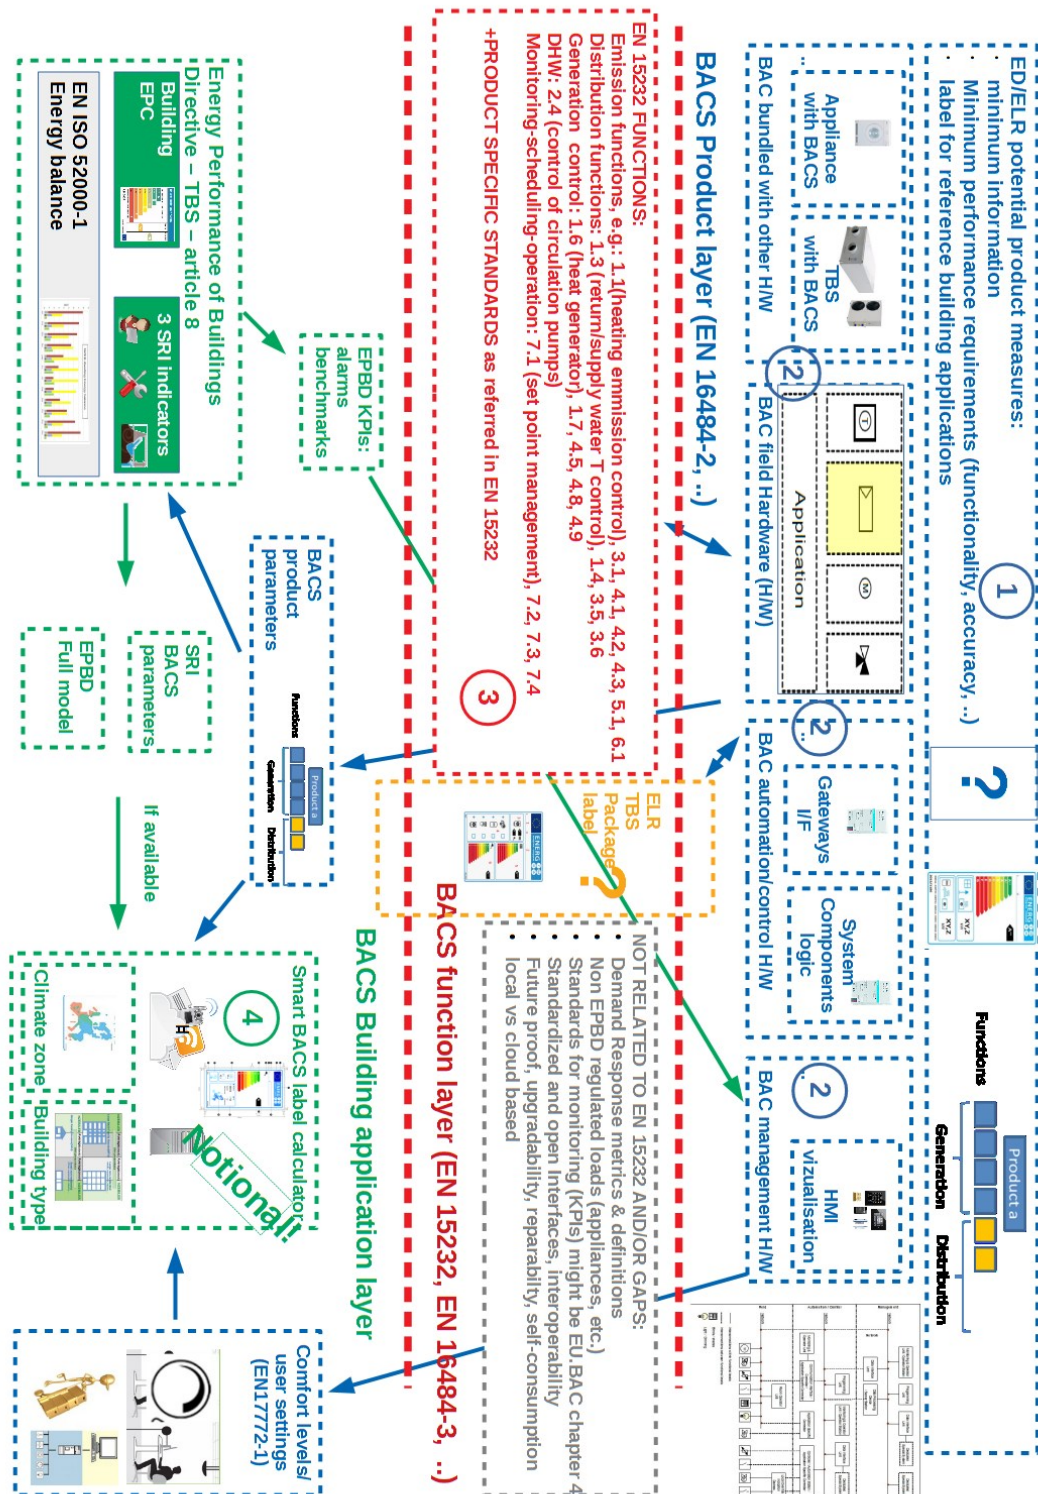 ED/ELR potential product measures:
• minimum information
• Minimum performance requirements (functionality, accuracy. ..)
• label for reference building applications
1
?
ENERG
XYZ
XYZ
Functions
Product a
Generation
Distribution
Appliance
with BACS
TBS
with BACS
BAC bundled with other H/W
..
2
T
M
Application
BAC field Hardware (H/W)
2
..
Gateways
I/F
System
Components
logic
BAC automation/control H/W
2
..
HMI
vizualisation
BAC management H/W
BACS Product layer (EN 16484-2, ..)
EN 15232 FUNCTIONS:
Emission functions, e.g.: 1.1(heating emmission control), 3.1, 4.1, 4.2, 4.3, 5.1, 6.1
Distribution functions: 1.3 (return/supply water T control), 1.4, 3.5, 3.6
Generation control: 1.6 (heat generator), 1.7, 4.5, 4.8, 4.9
DHW: 2.4 (control of circulation pumps)
Monitoring-scheduling-operation: 7.1 (set point management), 7.2, 7.3, 7.4
+PRODUCT SPECIFIC STANDARDS as referred in EN 15232
3
ELR
TBS
Package
label
?
ENERG
NOT RELATED TO EN 15232 AND/OR GAPS:
• Demand Response metrics & definitions
• Non EPBD regulated loads (appliances, etc.)
• Standards for monitoring (KPIs) might be EU.BAC chapter 4
• Standardized and open interfaces, interoperability
• Future proof, upgradability, reparabilty, self-consumption
• local vs cloud based
BACS function layer (EN 15232, EN 16484-3, ..)
BACS Building application layer
EPBD KPIs:
alarms
benchmarks
Energy Performance of Buildings
Directive – TBS – article 8
Building
EPC
3 SRI indicators
EN ISO 52000-1
Energy balance
BACS
product
parameters
Functions
Product a
Generation
Distribution
SRI
BACS
parameters
EPBD
Full model
If available
Smart BACS label calculator
4
H
Notional!
Climate zone
Building type
Comfort levels/
user settings
(EN17772-1)